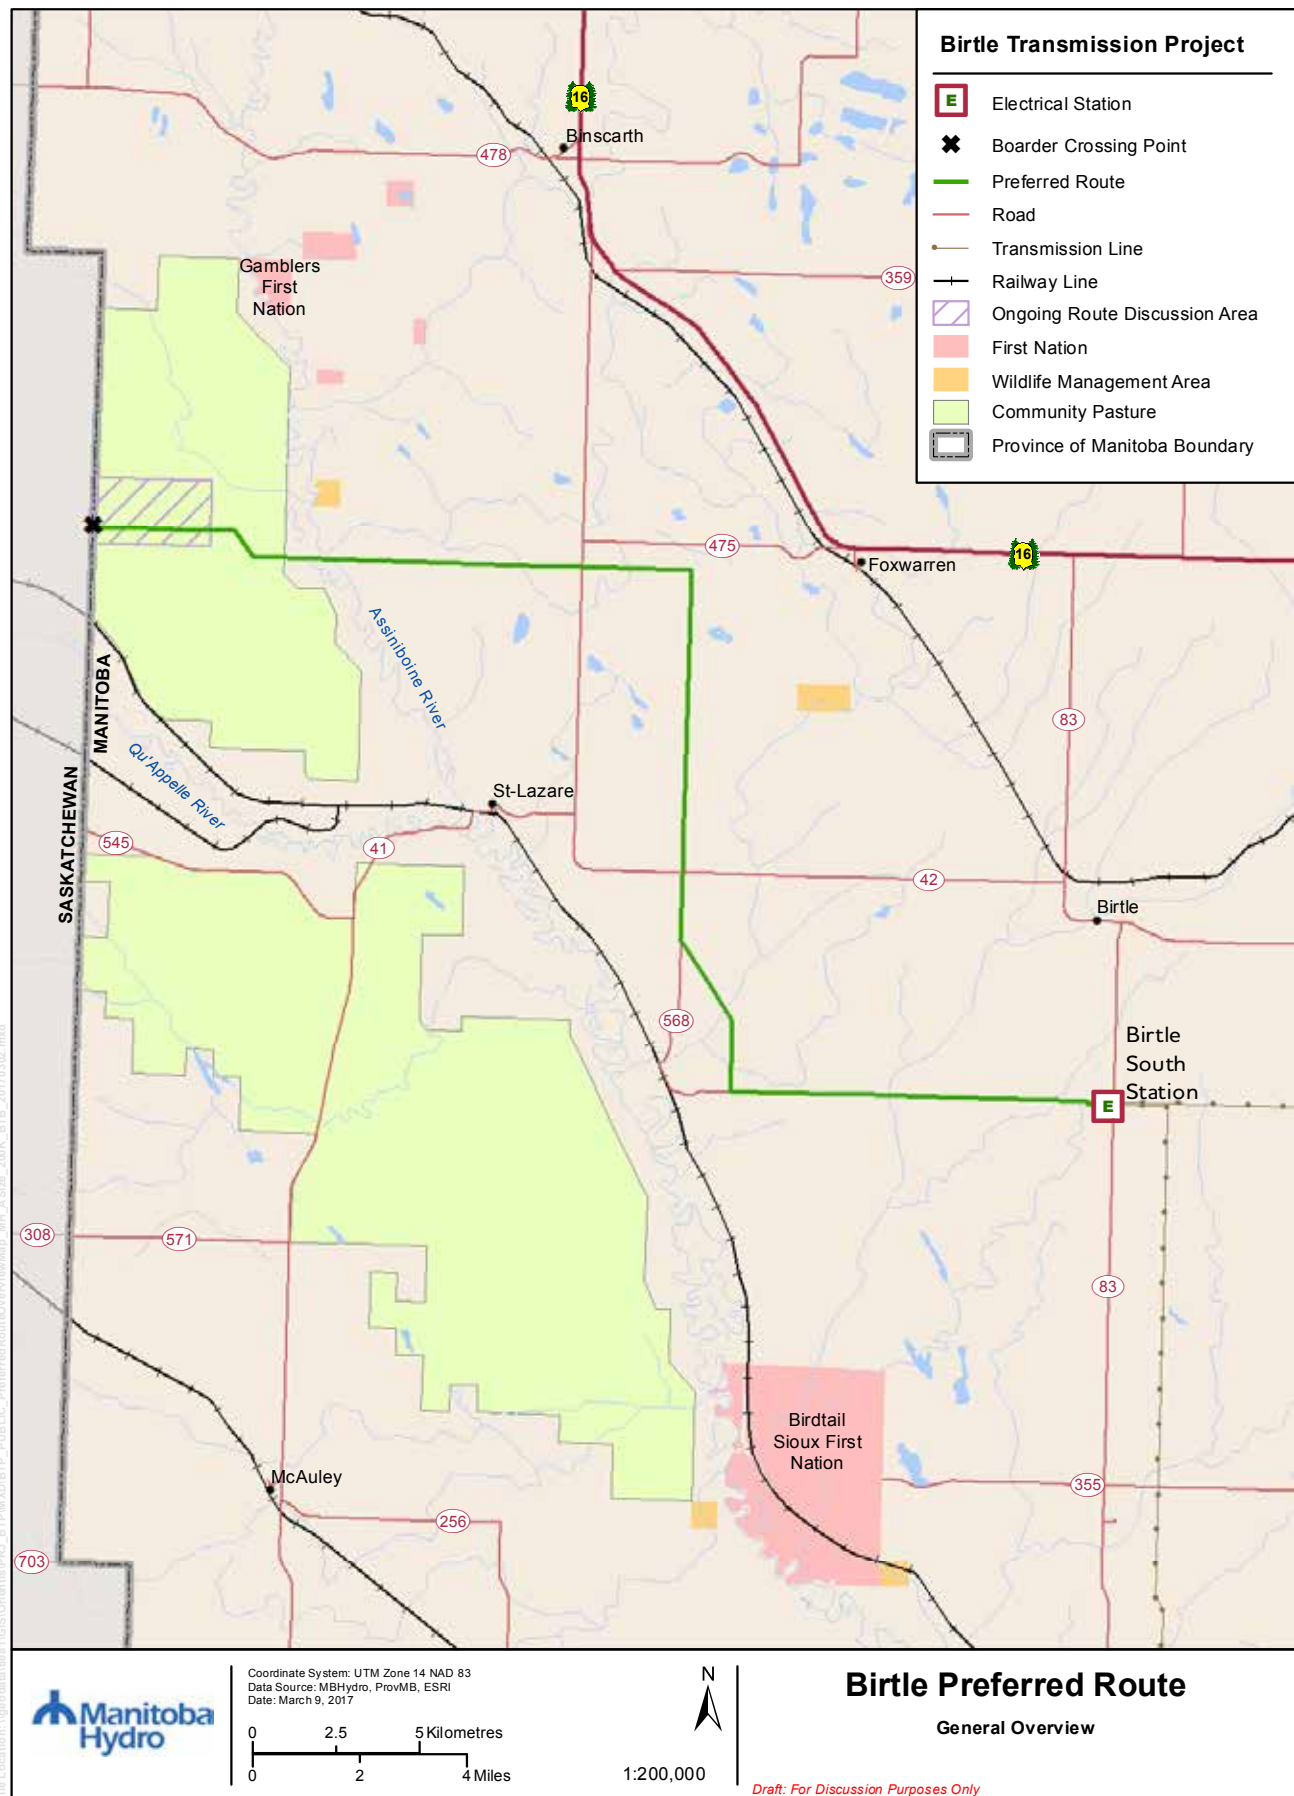 Birtle Transmission Project
E
Electrical Station
Boarder Crossing Point
Preferred Route
Road
Transmission Line
Railway Line
Ongoing Route Discussion Area
First Nation
Wildlife Management Area
Community Pasture
Province of Manitoba Boundary
16
Binscarth
478
359
Gamblers
First
Nation
475
16
Foxwarren
Assiniboine River
MANITOBA
SASKATCHEWAN
83
Qu'Appelle River
St-Lazare
545
41
42
Birtle
568
Birtle
South
Station
E
308
571
83
Birdtail
Sioux First
Nation
McAuley
355
256
703
Manitoba
Hydro
Coordinate System: UTM Zone 14 NAD 83
Data Source: MBHydro, ProvMB, ESRI
Date: March 9, 2017
0 2.5 5 Kilometres
0 2 4 Miles
N
1:200,000
Birtle Preferred Route
General Overview
Draft: For Discussion Purposes Only